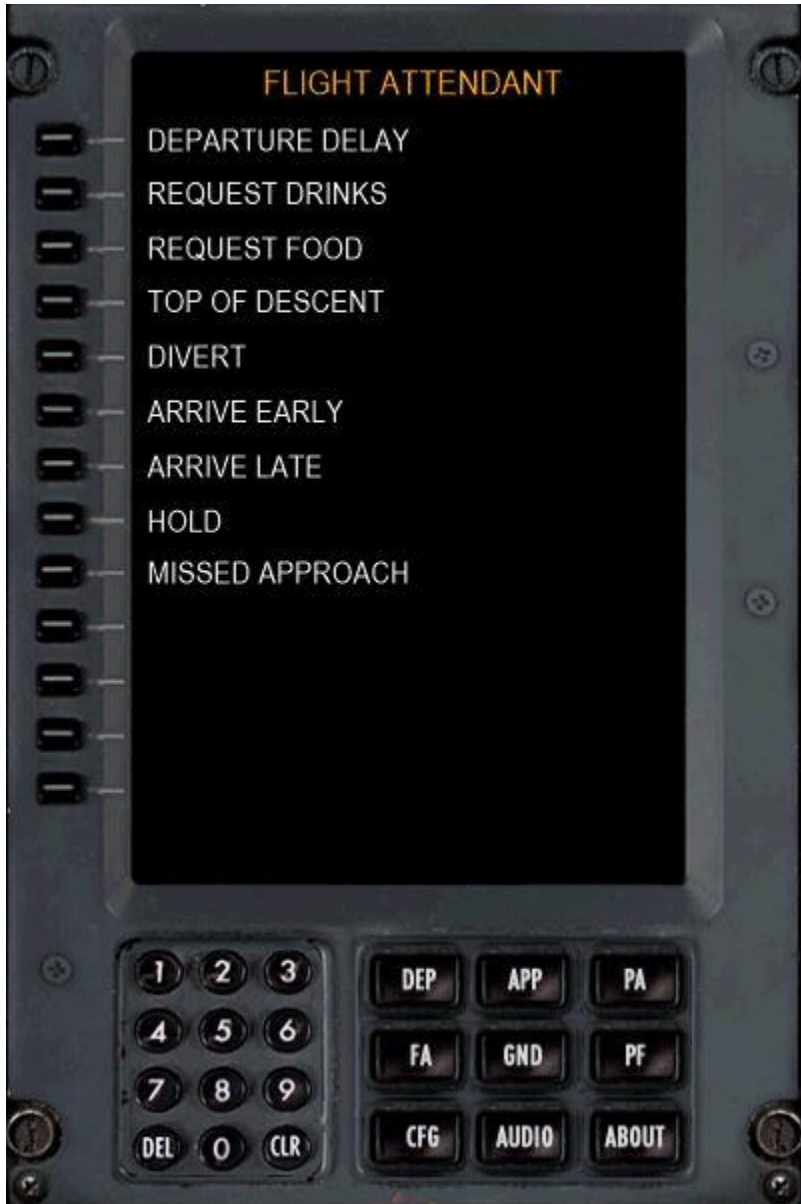 FLIGHT ATTENDANT
DEPARTURE DELAY
REQUEST DRINKS
REQUEST FOOD
TOP OF DESCENT
DIVERT
ARRIVE EARLY
ARRIVE LATE
HOLD
MISSED APPROACH
1 2 3
4 5 6
7 8 9
DEL 0 CLR
DEP APP PA
FA GND PF
CFG AUDIO ABOUT